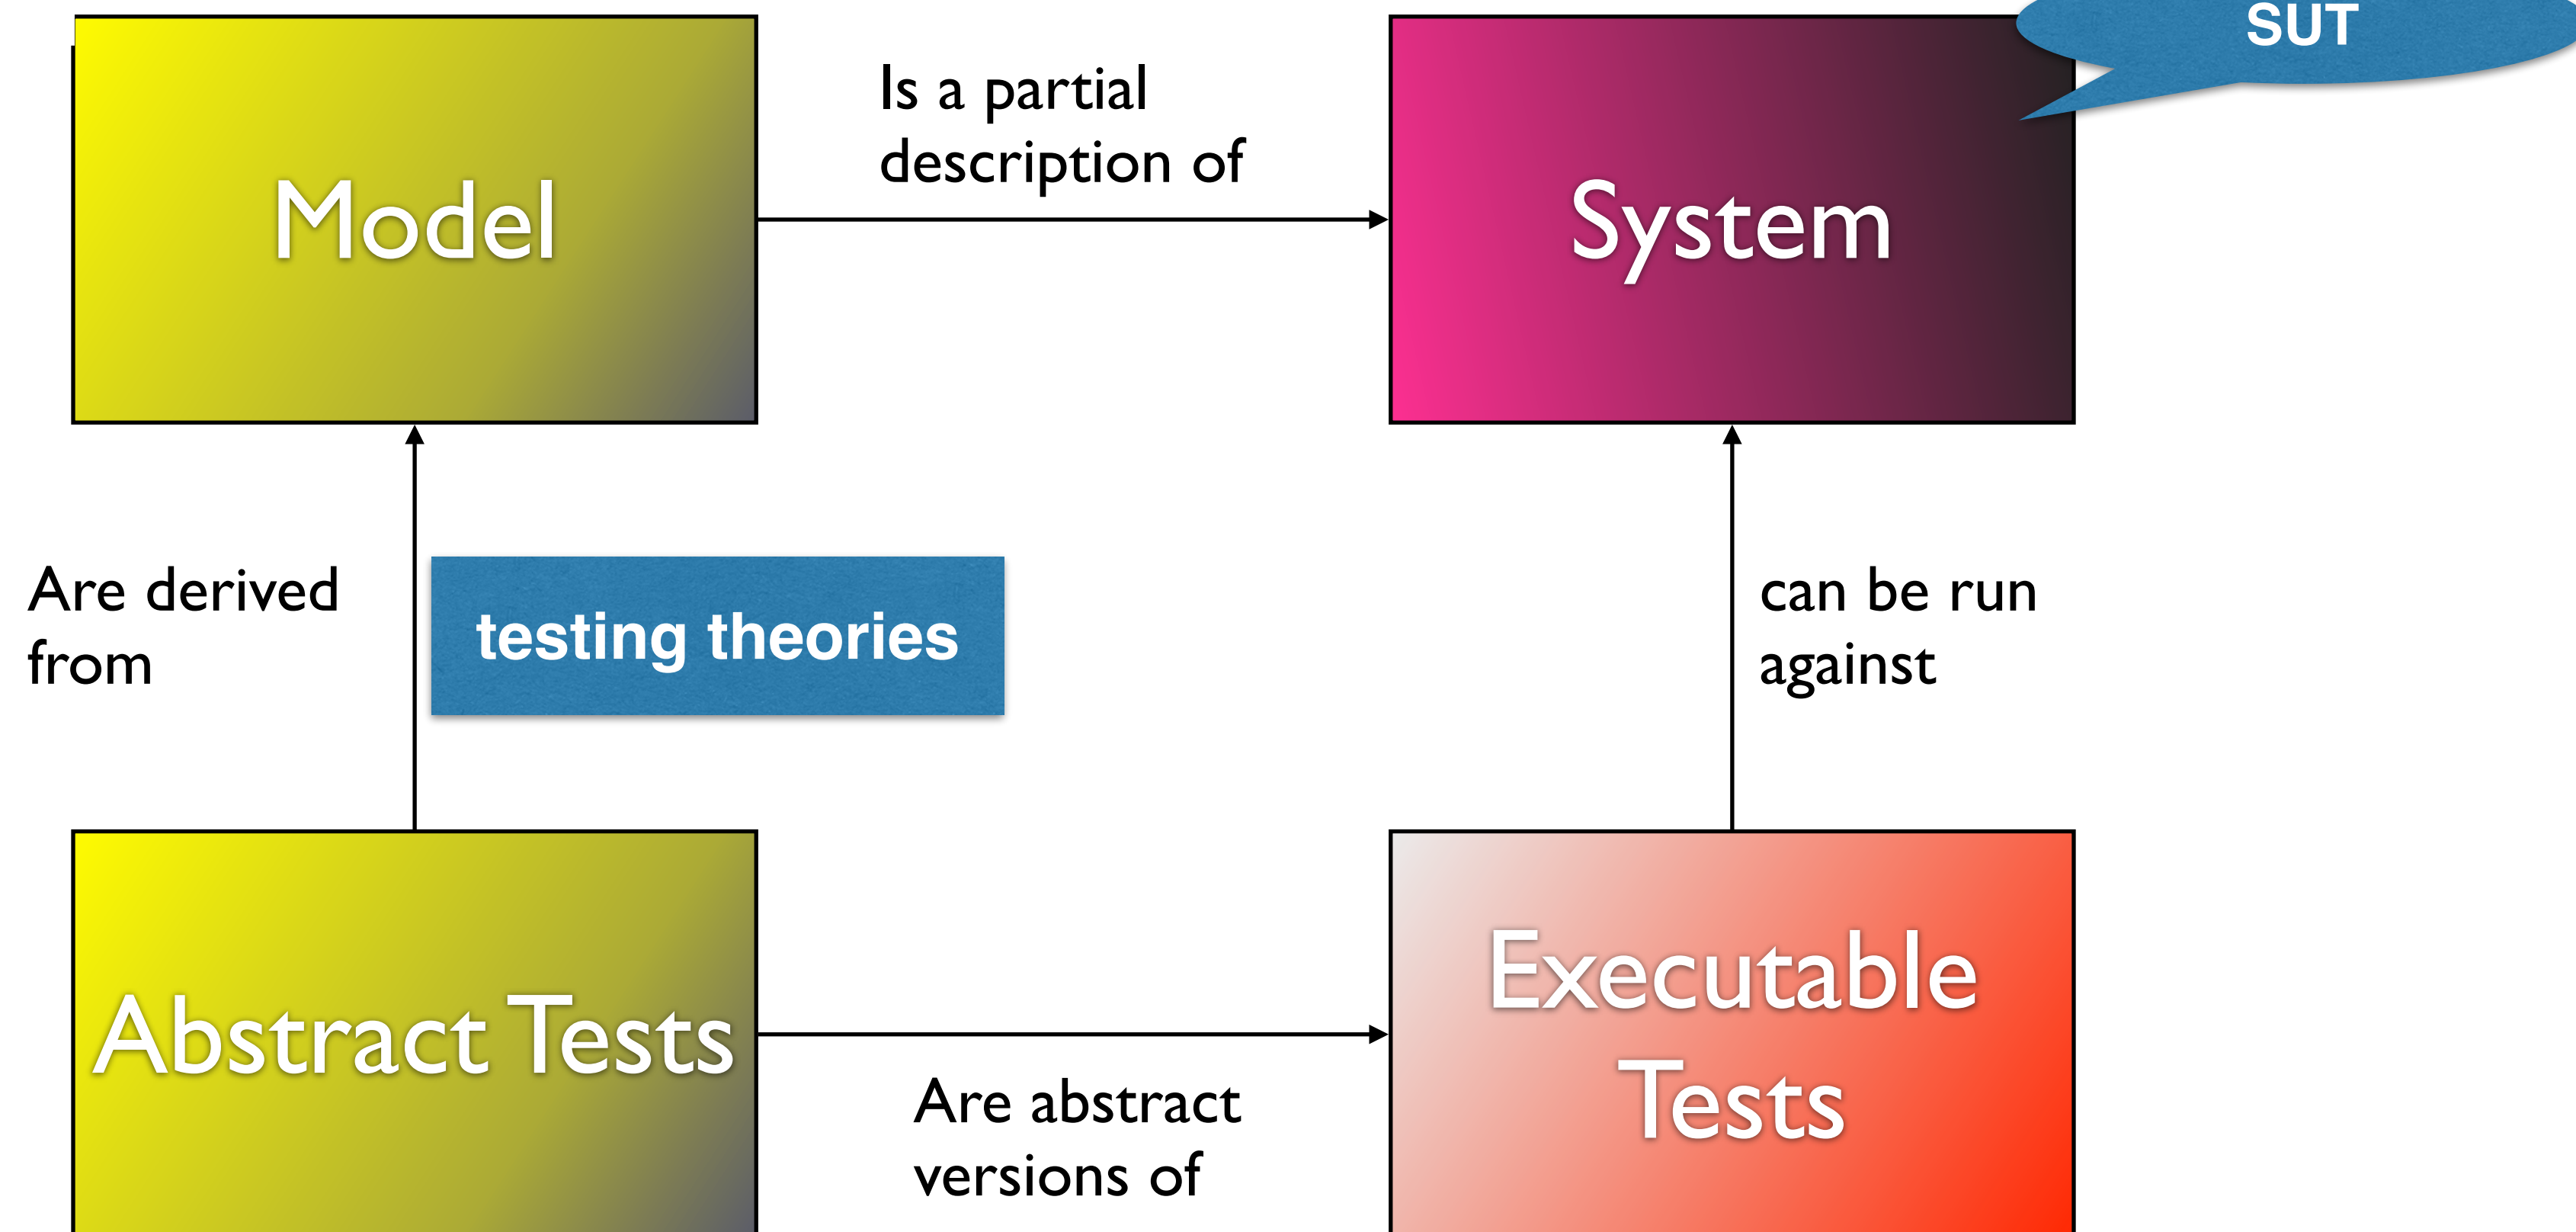 SUT
Is a partial
description of
Model
System
Are derived
from
testing theories
can be run
against
Abstract Tests
Executable
Tests
Are abstract
versions of